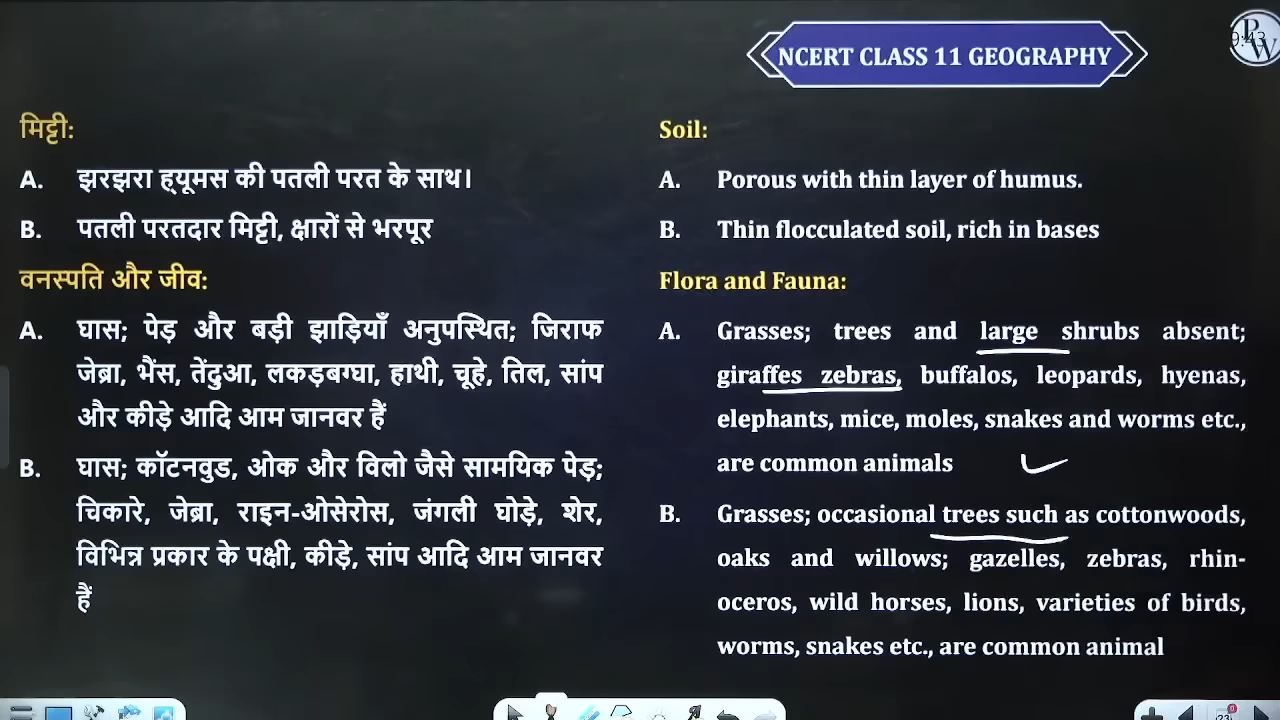 NCERT CLASS 11 GEOGRAPHY
PW
9:43
मिट्टी:
A. झरझरा ह्यूमस की पतली परत के साथ।
B. पतली परतदार मिट्टी, क्षारों से भरपूर
वनस्पति और जीव:
A. घास; पेड़ और बड़ी झाड़ियाँ अनुपस्थित; जिराफ
जेब्रा, भैंस, तेंदुआ, लकड़बग्घा, हाथी, चूहे, तिल, सांप
और कीड़े आदि आम जानवर हैं
B. घास; कॉटनवुड, ओक और विलो जैसे सामयिक पेड़;
चिकारे, जेब्रा, राइन-ओसेरोस, जंगली घोड़े, शेर,
विभिन्न प्रकार के पक्षी, कीड़े, सांप आदि आम जानवर
हैं
Soil:
A. Porous with thin layer of humus.
B. Thin flocculated soil, rich in bases
Flora and Fauna:
A. Grasses; trees and large shrubs absent;
giraffes zebras, buffalos, leopards, hyenas,
elephants, mice, moles, snakes and worms etc.,
are common animals
B. Grasses; occasional trees such as cottonwoods,
oaks and willows; gazelles, zebras, rhin-
oceros, wild horses, lions, varieties of birds,
worms, snakes etc., are common animal